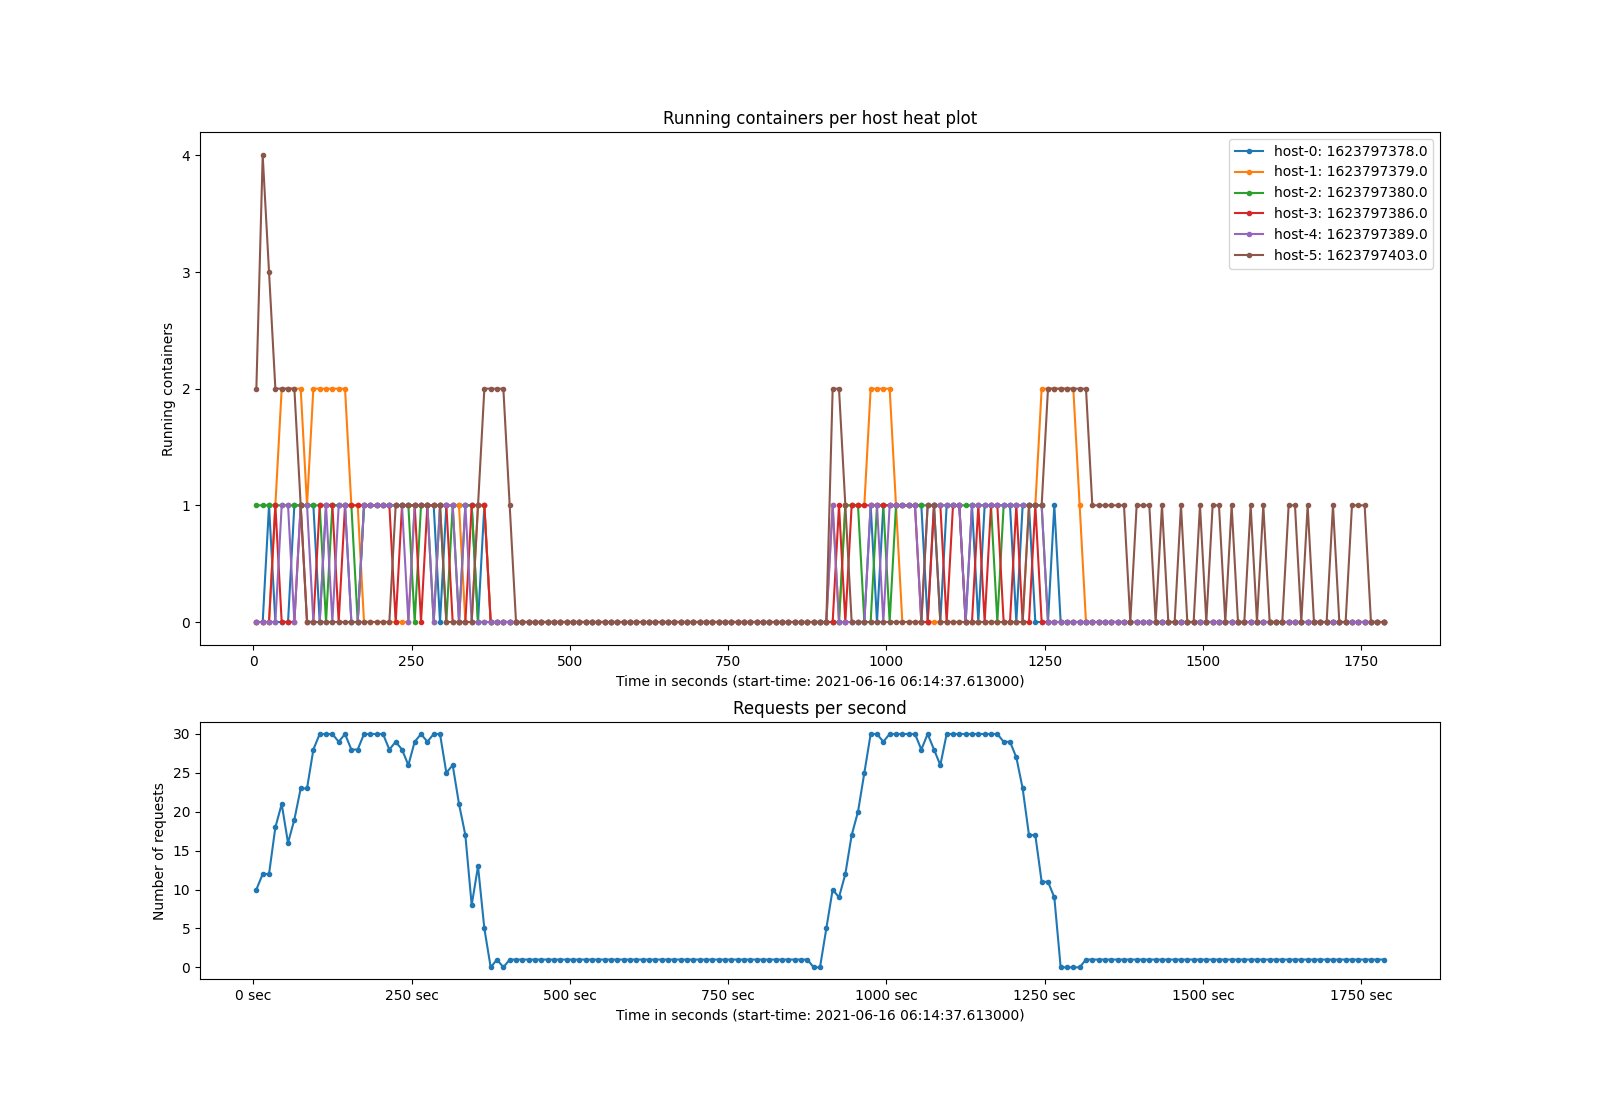 Running containers per host heat plot
4
3
2
1
0
Running containers
host-0: 1623797378.0
host-1: 1623797379.0
host-2: 1623797380.0
host-3: 1623797386.0
host-4: 1623797389.0
host-5: 1623797403.0
0 250 500 750 1000 1250 1500 1750
Time in seconds (start-time: 2021-06-16 06:14:37.613000)
Requests per second
30
25
20
15
10
5
0
Number of requests
0 sec 250 sec 500 sec 750 sec 1000 sec 1250 sec 1500 sec 1750 sec
Time in seconds (start-time: 2021-06-16 06:14:37.613000)